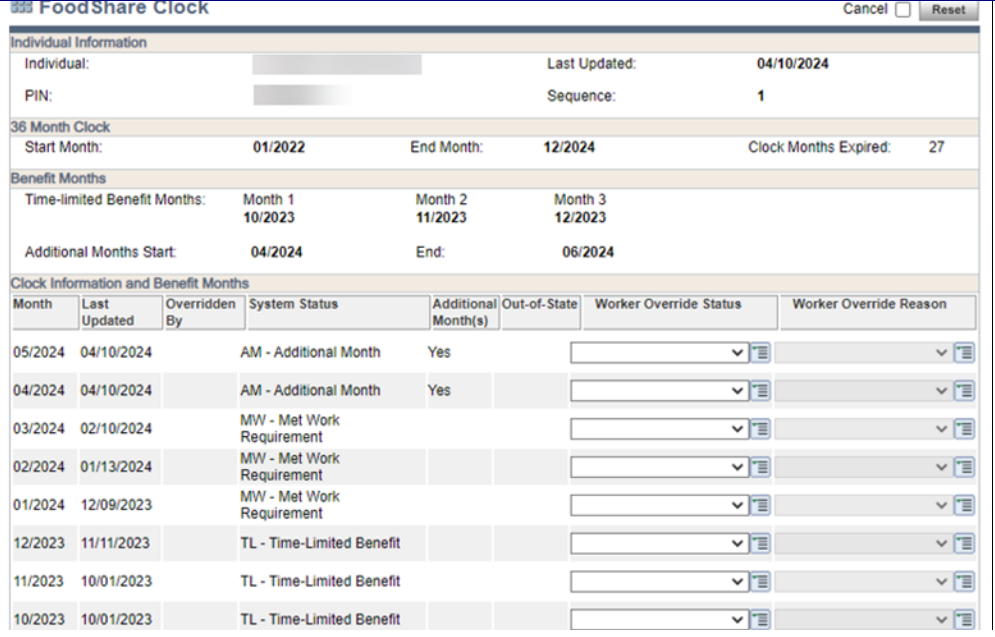 FoodShare Clock Cancel Reset
Individual Information
Individual: Last Updated: 04/10/2024
PIN: Sequence: 1
36 Month Clock
Start Month: 01/2022 End Month: 12/2024 Clock Months Expired: 27
Benefit Months
Time-limited Benefit Months: Month 1 Month 2 Month 3
10/2023 11/2023 12/2023
Additional Months Start: 04/2024 End: 06/2024
Clock Information and Benefit Months
Month Last Overridden System Status Additional Out-of-State Worker Override Status Worker Override Reason
Updated By Month(s)
05/2024 04/10/2024 AM - Additional Month Yes
04/2024 04/10/2024 AM - Additional Month Yes
03/2024 02/10/2024 MW - Met Work
Requirement
02/2024 01/13/2024 MW - Met Work
Requirement
01/2024 12/09/2023 MW - Met Work
Requirement
12/2023 11/11/2023 TL - Time-Limited Benefit
11/2023 10/01/2023 TL - Time-Limited Benefit
10/2023 10/01/2023 TL - Time-Limited Benefit